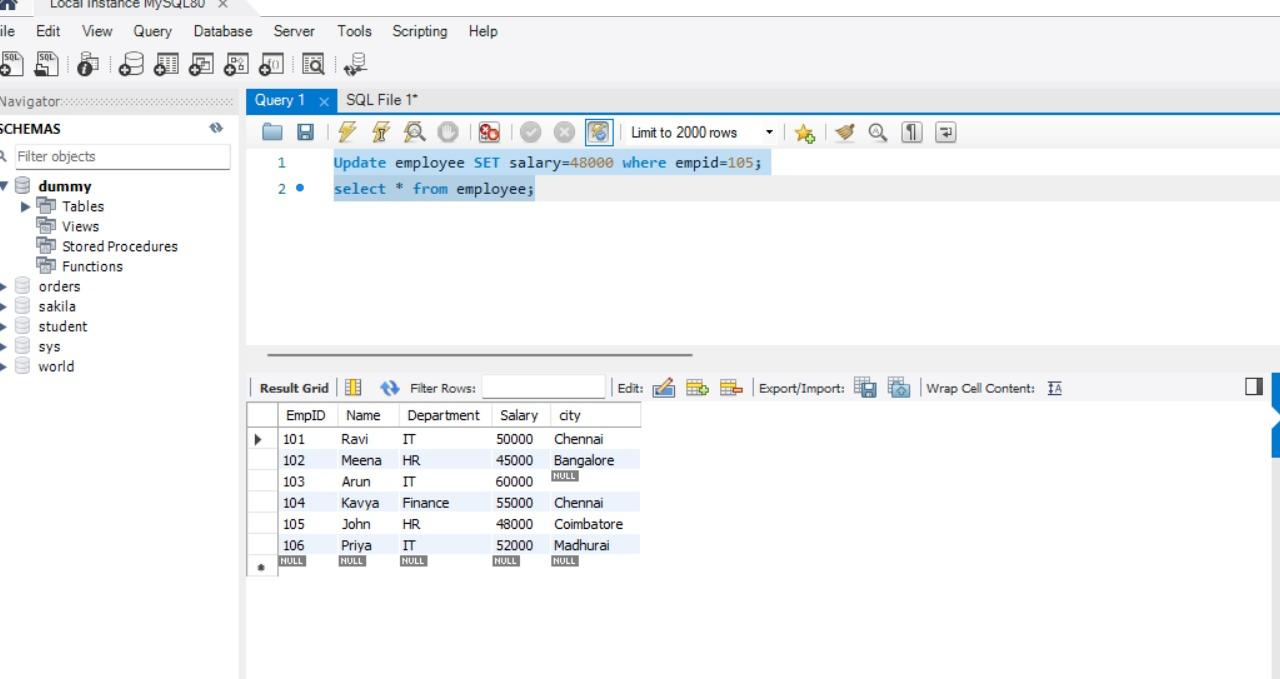 Local instance MySQL80 ×
ile Edit View Query Database Server Tools Scripting Help
Navigator
Query 1 × SQL File 1*
SCHEMAS
Filter objects
Limit to 2000 rows
1 Update employee SET salary=48000 where empid=105;
2 select * from employee;
dummy
Tables
Views
Stored Procedures
Functions
orders
sakila
student
sys
world
Result Grid Filter Rows: Edit: Export/Import: Wrap Cell Content:
EmpID Name Department Salary city
101 Ravi IT 50000 Chennai
102 Meena HR 45000 Bangalore
103 Arun IT 60000 NULL
104 Kavya Finance 55000 Chennai
105 John HR 48000 Coimbatore
106 Priya IT 52000 Madhurai
NULL NULL NULL NULL NULL